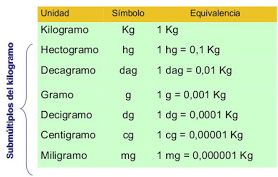 Unidad Símbolo Equivalencia
Kilogramo Kg 1 Kg
Hectogramo hg 1 hg = 0,1 Kg
Decagramo dag 1 dag = 0,01 Kg
Gramo g 1 g = 0,001 Kg
Decigramo dg 1 dg = 0,0001 Kg
Centigramo cg 1 cg = 0,00001 Kg
Miligramo mg 1 mg = 0,000001 Kg
Submúltiplos del kilogramo